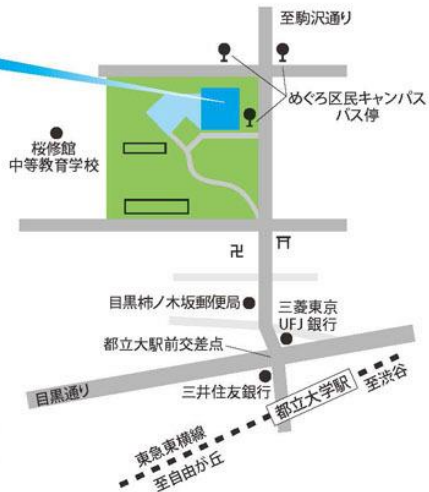 至駒沢通り
めぐろ区民キャンパス
バス停
桜修館
中等教育学校
卍
目黒柿ノ木坂郵便局
三菱東京
UFJ 銀行
都立大駅前交差点
目黒通り
三井住友銀行
都立大学駅
至渋谷
東急東横線
至自由が丘